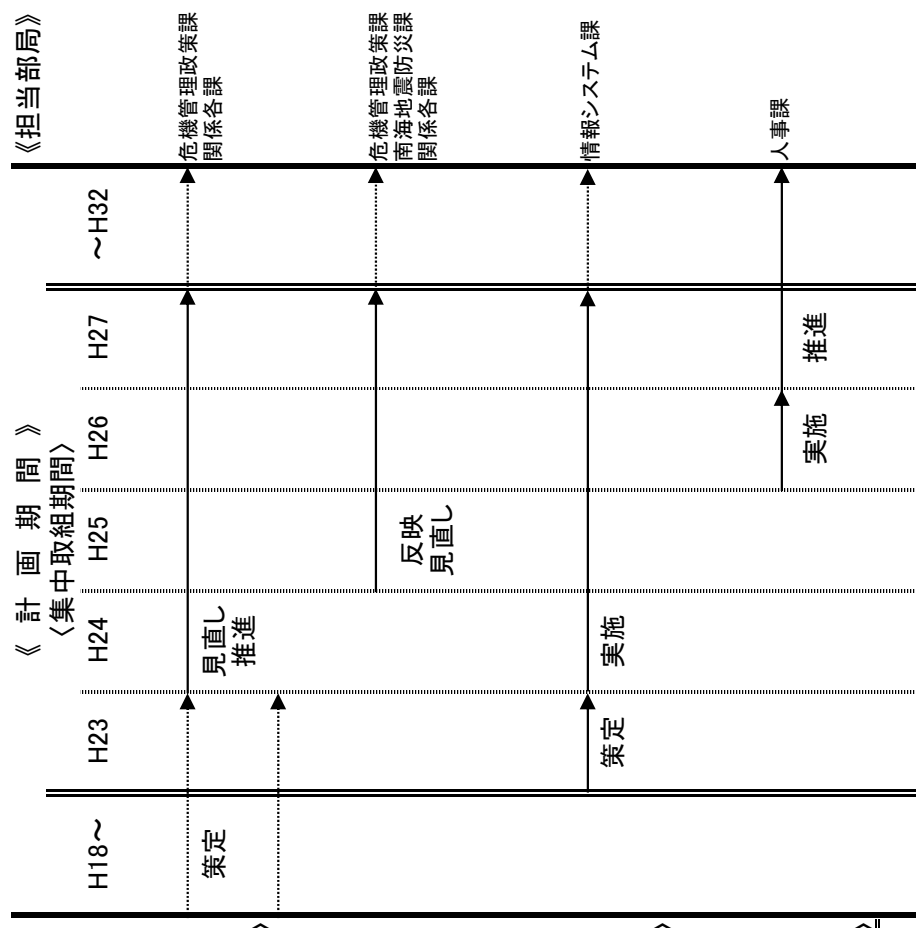 《 計 画 期 間 》
〈集中取組期間〉
《担当部局》
H18～
H23
H24
H25
H26
H27
～H32
策定
見直し
推進
危機管理政策課
関係各課
反映
見直し
危機管理政策課
南海地震防災課
関係各課
策定
実施
情報システム課
実施
推進
人事課